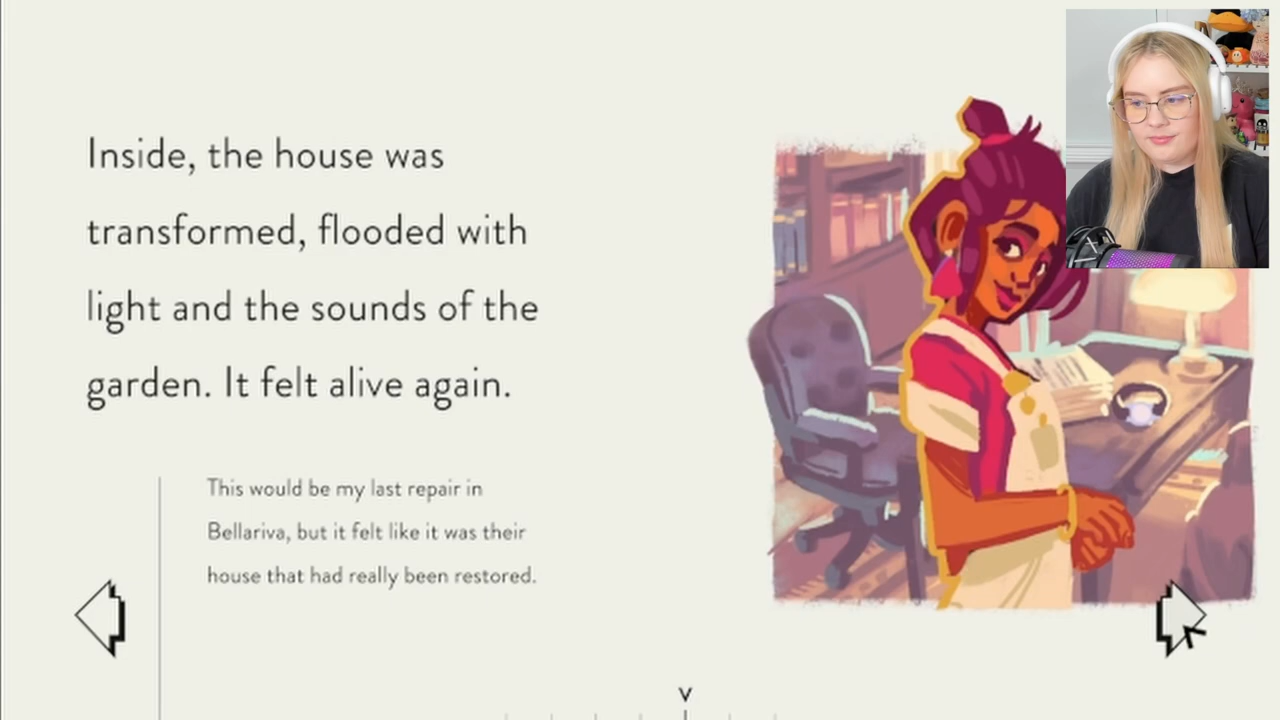 Inside, the house was
transformed, flooded with
light and the sounds of the
garden. It felt alive again.
This would be my last repair in
Bellariva, but it felt like it was their
house that had really been restored.